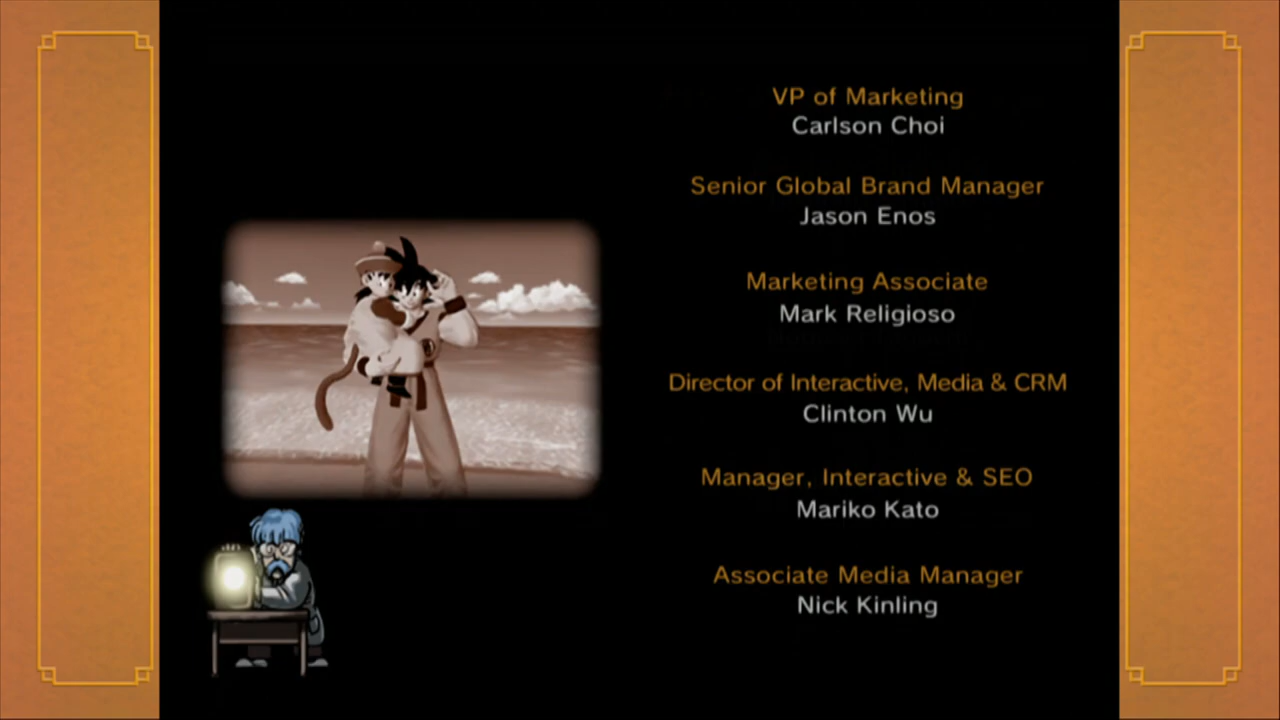 VP of Marketing
Carlson Choi
Senior Global Brand Manager
Jason Enos
Marketing Associate
Mark Religioso
Director of Interactive, Media & CRM
Clinton Wu
Manager, Interactive & SEO
Mariko Kato
Associate Media Manager
Nick Kinling